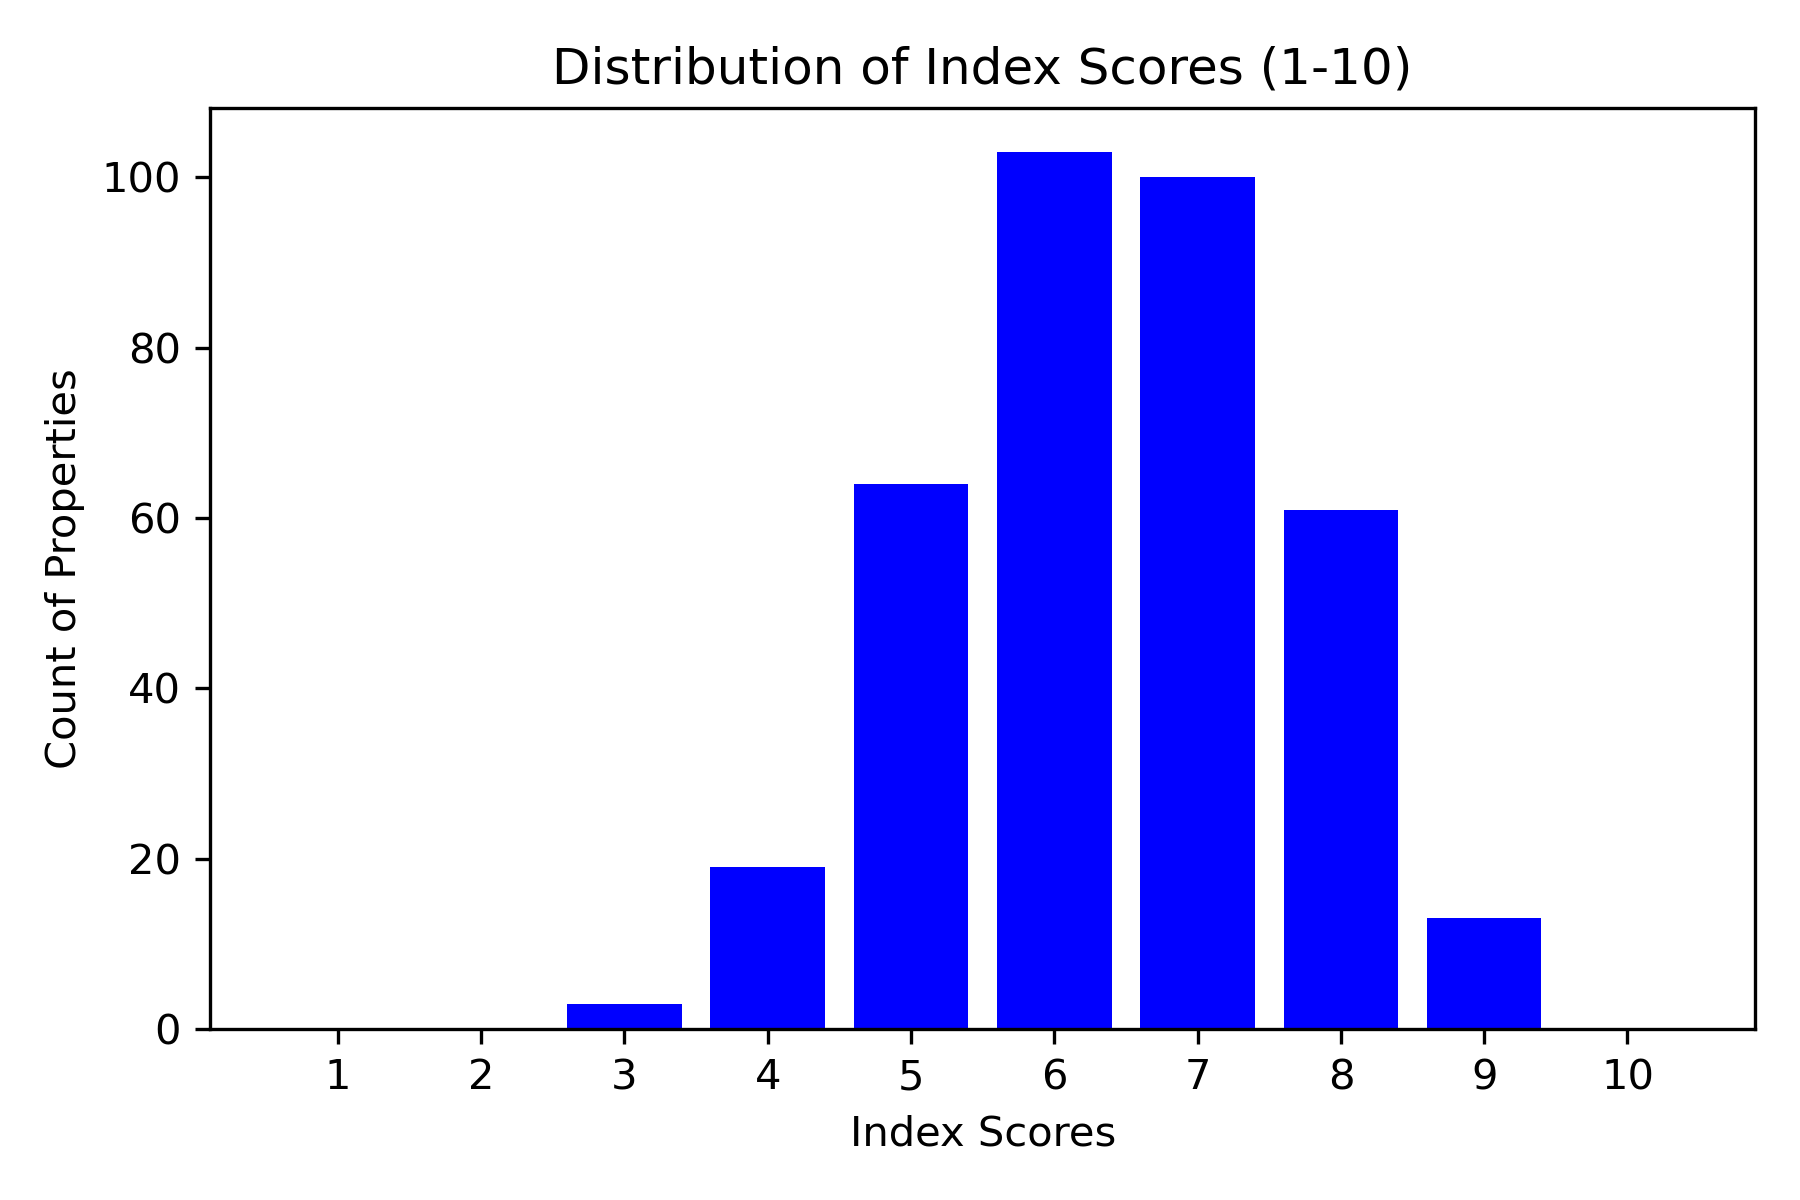 Distribution of Index Scores (1-10)
Count of Properties
100
80
60
40
20
0
1 2 3 4 5 6 7 8 9 10
Index Scores